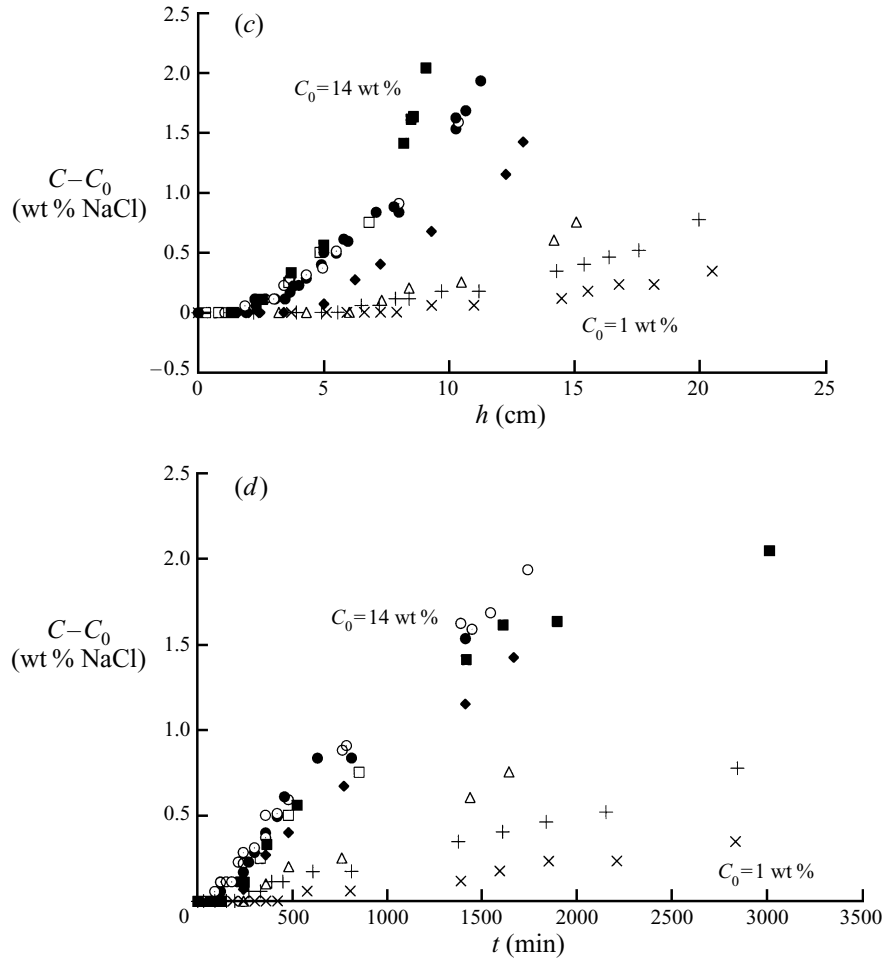 (c)
2.5
2.0
1.5
1.0
0.5
0
−0.5
C₀=14 wt %
C₀=1 wt %
C−C₀
(wt % NaCl)
0 5 10 15 20 25
h (cm)
(d)
2.5
2.0
1.5
1.0
0.5
0
C₀=14 wt %
C₀=1 wt %
C−C₀
(wt % NaCl)
500 1000 1500 2000 2500 3000 3500
t (min)